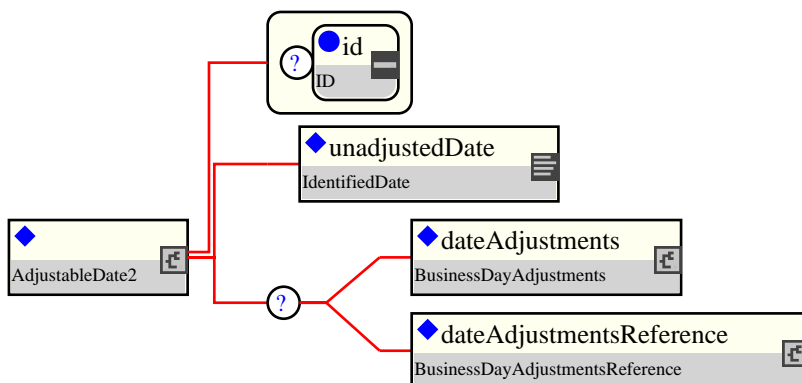 ? id
ID
unadjustedDate
IdentifiedDate
AdjustableDate2
?
dateAdjustments
BusinessDayAdjustments
dateAdjustmentsReference
BusinessDayAdjustmentsReference